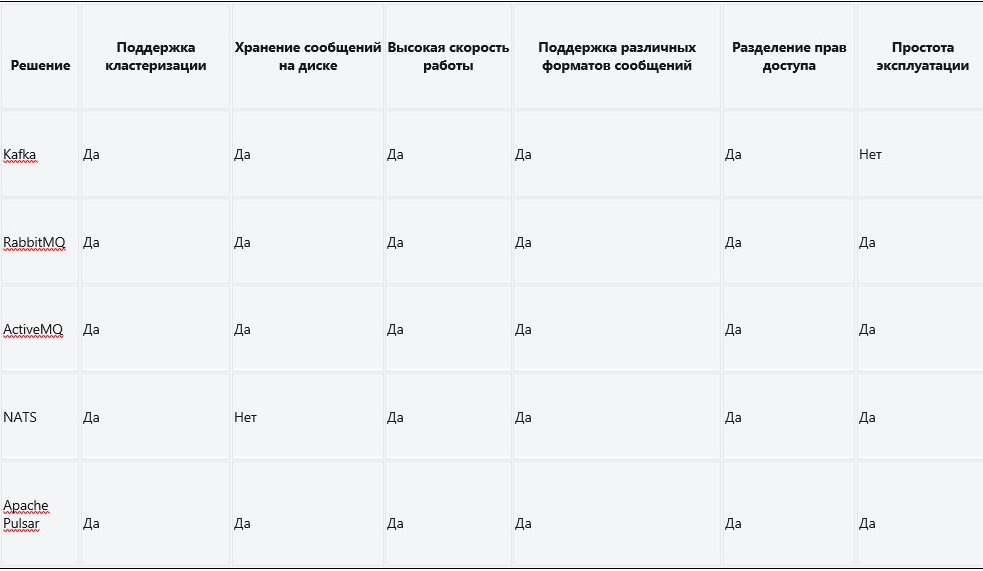 Решение
Поддержка
кластеризации
Хранение сообщений
на диске
Высокая скорость
работы
Поддержка различных
форматов сообщений
Разделение прав
доступа
Простота
эксплуатации
Kafka Да Да Да Да Да Нет
RabbitMQ Да Да Да Да Да Да
ActiveMQ Да Да Да Да Да Да
NATS Да Нет Да Да Да Да
Apache
Pulsar Да Да Да Да Да Да